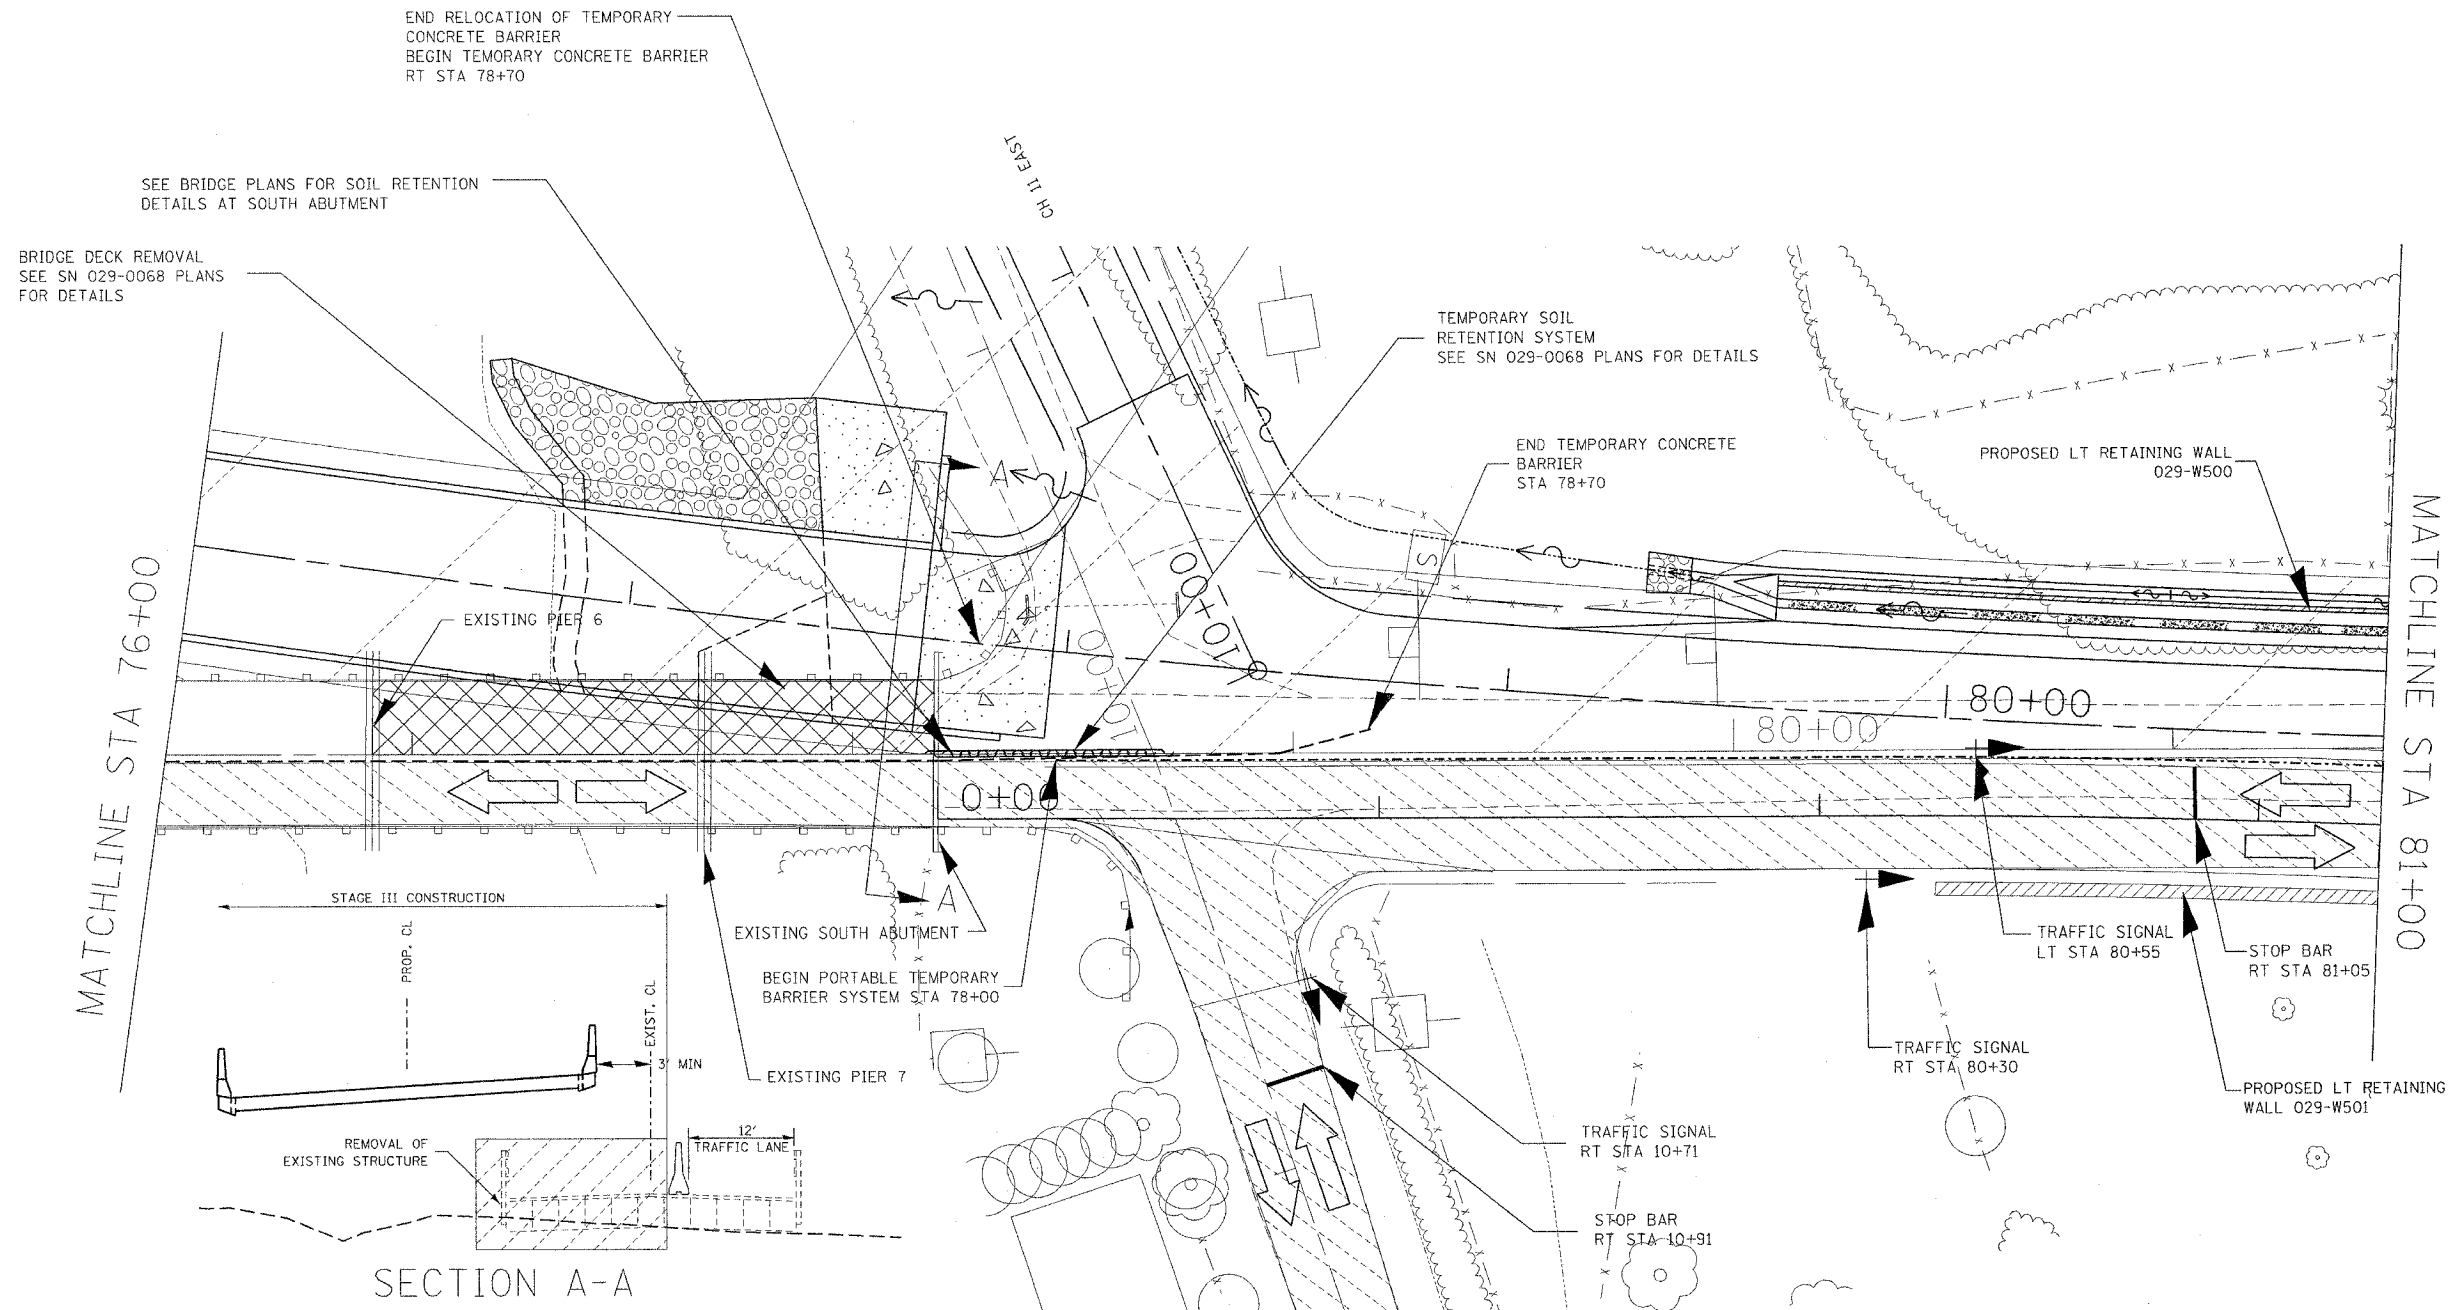 END RELOCATION OF TEMPORARY
CONCRETE BARRIER
BEGIN TEMORARY CONCRETE BARRIER
RT STA 78+70
SEE BRIDGE PLANS FOR SOIL RETENTION
DETAILS AT SOUTH ABUTMENT
BRIDGE DECK REMOVAL
SEE SN 029-0068 PLANS
FOR DETAILS
CH 11 EAST
TEMPORARY SOIL
RETENTION SYSTEM
SEE SN 029-0068 PLANS FOR DETAILS
END TEMPORARY CONCRETE
BARRIER
STA 78+70
PROPOSED LT RETAINING WALL
029-W500
MATCHLINE STA 76+00
MATCHLINE STA 81+00
A
S
EXISTING PIER 6
10+00
10+00
80+00
80+00
0+00
A
EXISTING SOUTH ABUTMENT
BEGIN PORTABLE TEMPORARY
BARRIER SYSTEM STA 78+00
EXISTING PIER 7
TRAFFIC SIGNAL
LT STA 80+55
STOP BAR
RT STA 81+05
TRAFFIC SIGNAL
RT STA 80+30
PROPOSED LT RETAINING
WALL 029-W501
TRAFFIC SIGNAL
RT STA 10+71
STOP BAR
RT STA 10+91
STAGE III CONSTRUCTION
PROP. CL
EXIST. CL
3' MIN
12'
TRAFFIC LANE
REMOVAL OF
EXISTING STRUCTURE
SECTION A-A